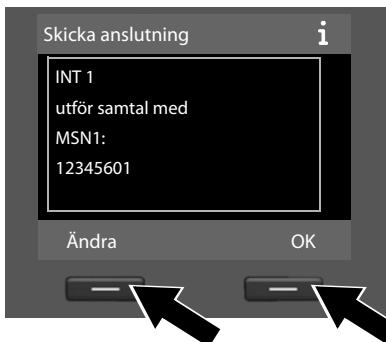 Skicka anslutning i
INT 1
utför samtal med
MSN1:
12345601
Ändra OK